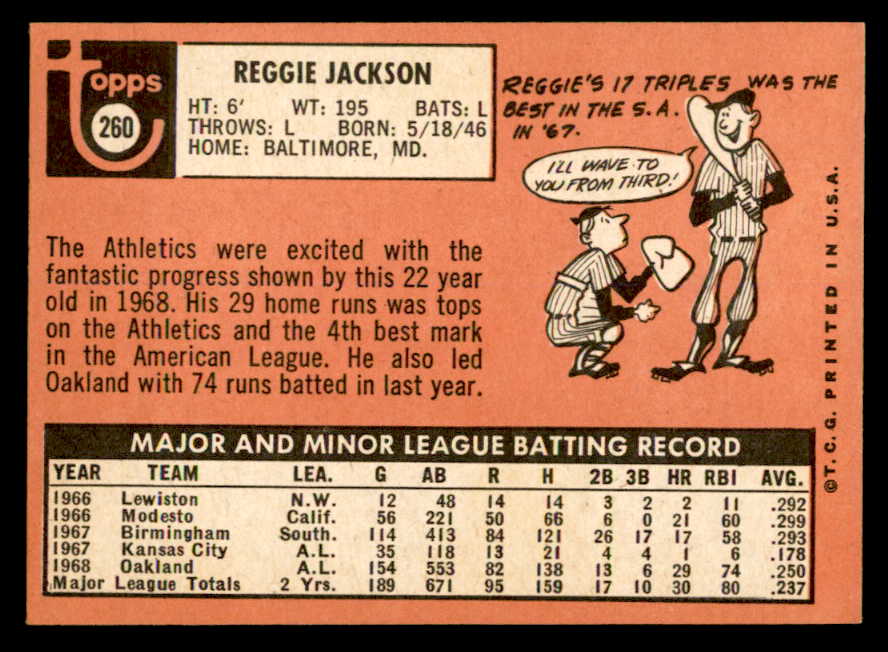 topps
260
REGGIE JACKSON
HT: 6' WT: 195 BATS: L
THROWS: L BORN: 5/18/46
HOME: BALTIMORE, MD.
REGGIE'S 17 TRIPLES WAS THE
BEST IN THE S.A.
IN '67.
I'LL WAVE TO
YOU FROM THIRD!
The Athletics were excited with the
fantastic progress shown by this 22 year
old in 1968. His 29 home runs was tops
on the Athletics and the 4th best mark
in the American League. He also led
Oakland with 74 runs batted in last year.
©T.C.G. PRINTED IN U.S.A.
MAJOR AND MINOR LEAGUE BATTING RECORD
YEAR TEAM LEA. G AB R H 2B 3B HR RBI AVG.
1966 Lewiston N.W. 12 48 14 14 3 2 2 11 .292
1966 Modesto Calif. 56 221 50 66 6 0 21 60 .299
1967 Birmingham South. 114 413 84 121 26 17 17 58 .293
1967 Kansas City A.L. 35 118 13 21 4 4 1 6 .178
1968 Oakland A.L. 154 553 82 138 13 6 29 74 .250
Major League Totals 2 Yrs. 189 671 95 159 17 10 30 80 .237